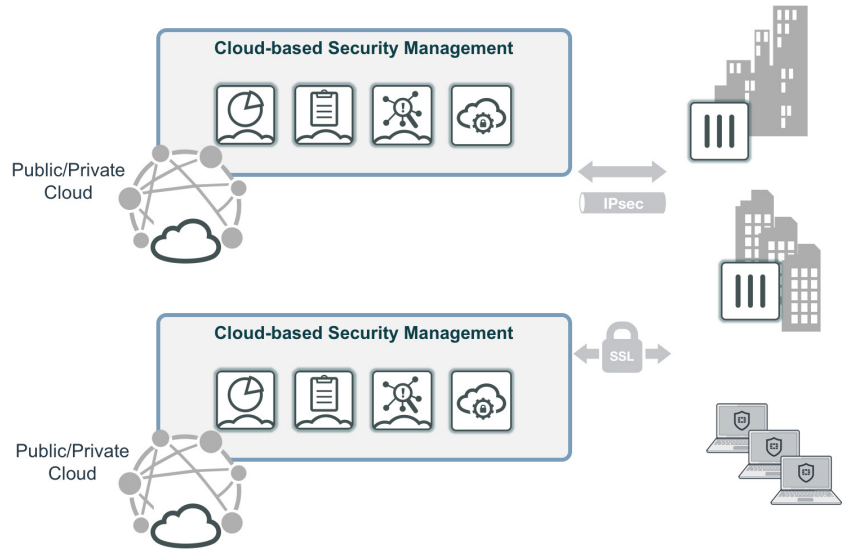 Cloud-based Security Management
Public/Private
Cloud
IPsec
Cloud-based Security Management
SSL
Public/Private
Cloud